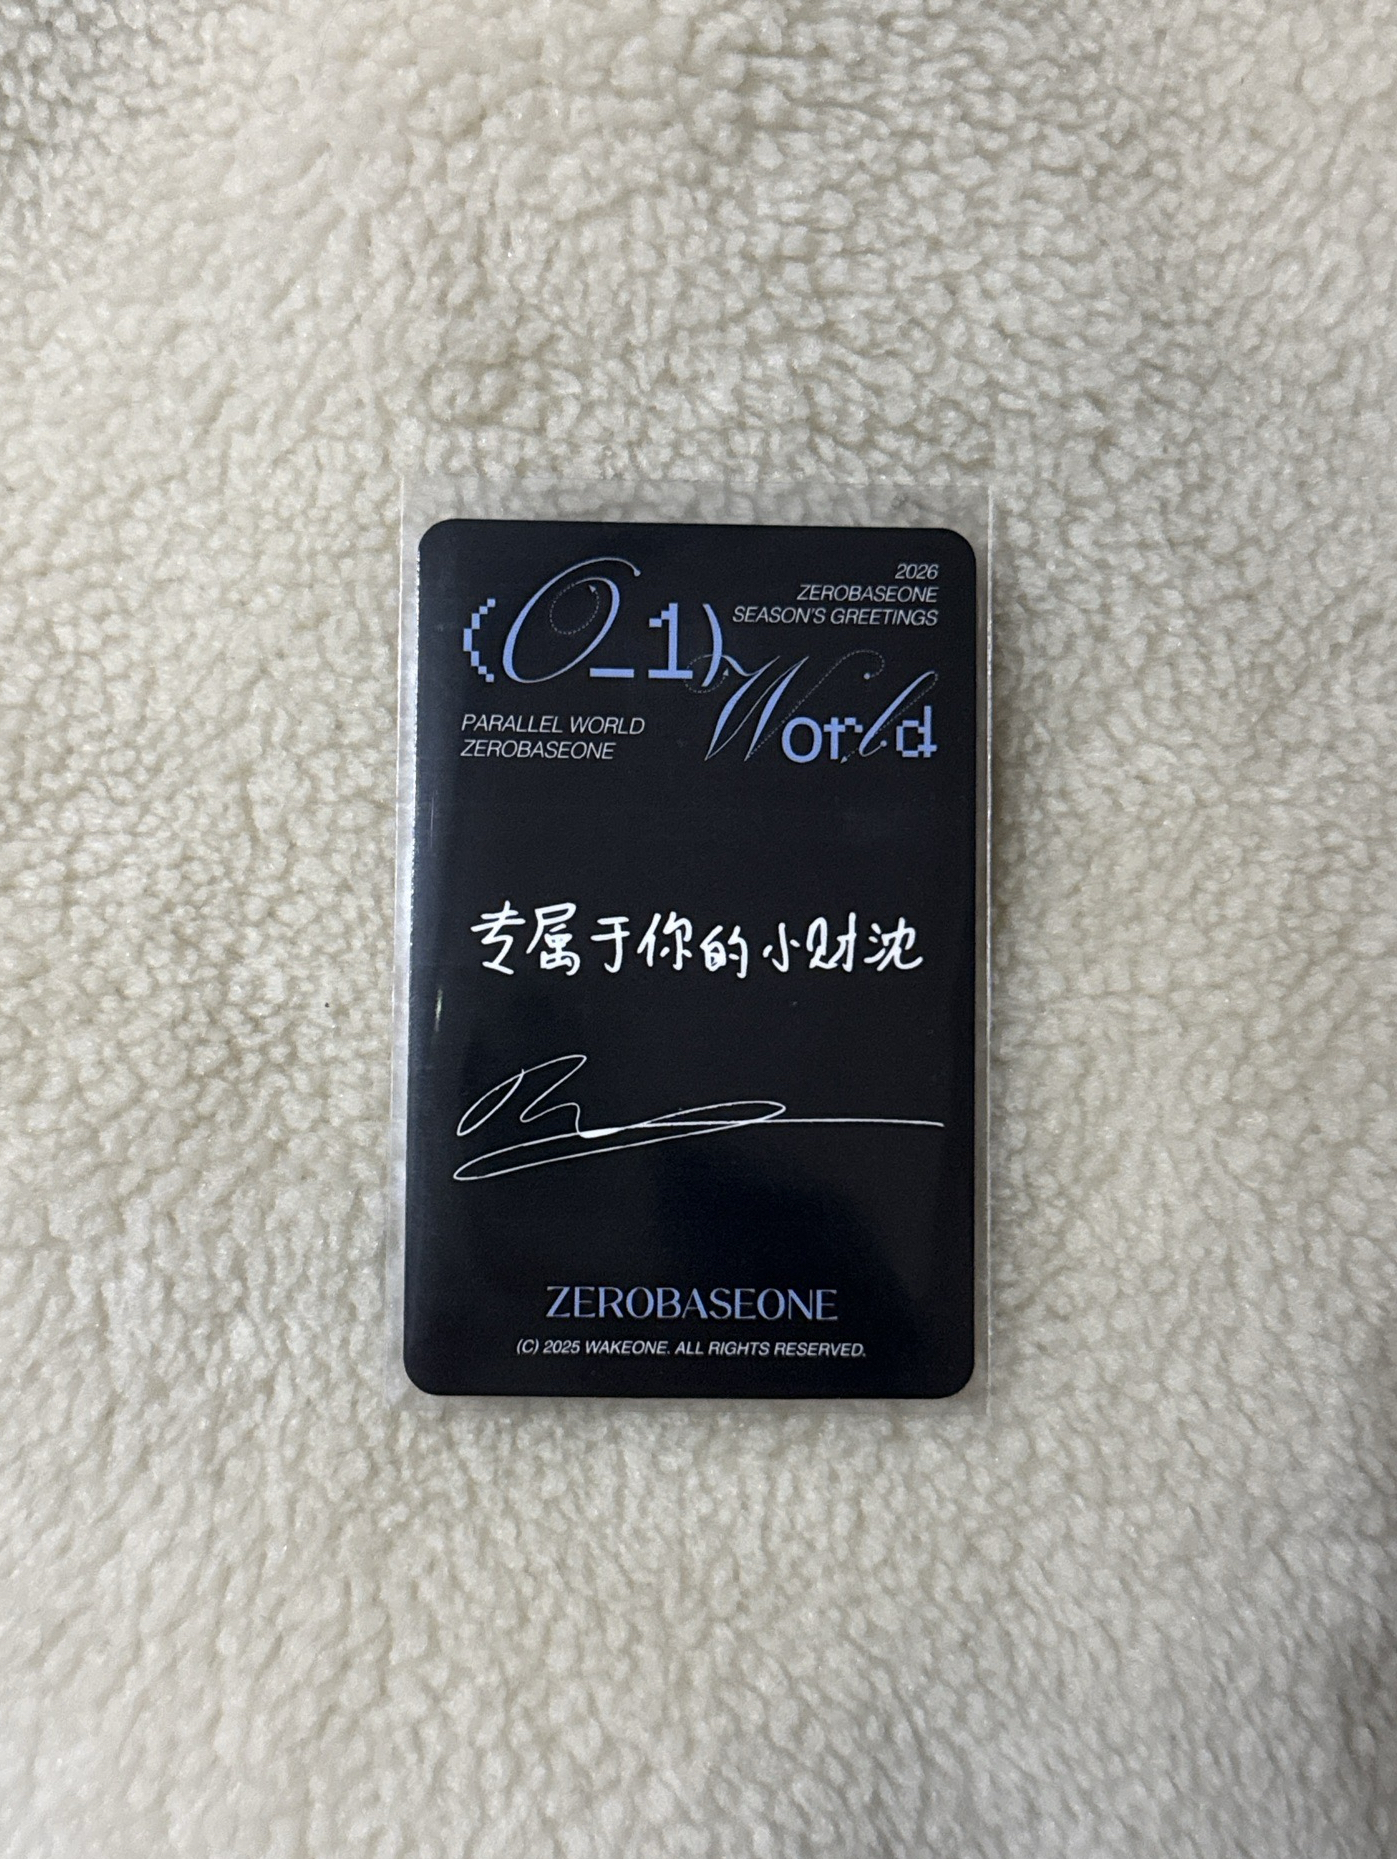 (0_1)
World
2026
ZEROBASEONE
SEASON'S GREETINGS
PARALLEL WORLD
ZEROBASEONE
专属于你的小财沈
ZEROBASEONE
(C) 2025 WAKEONE. ALL RIGHTS RESERVED.